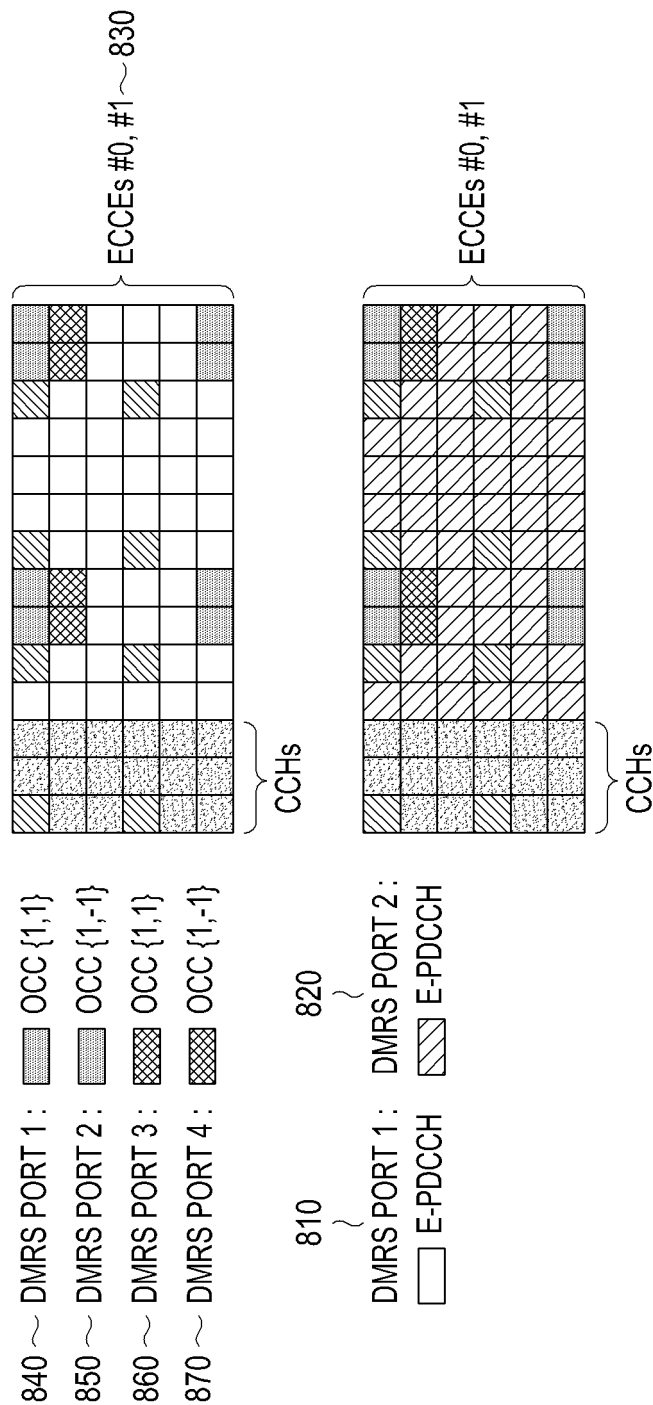 840 ~ DMRS PORT 1 : OCC {1,1}
850 ~ DMRS PORT 2 : OCC {1,-1}
860 ~ DMRS PORT 3 : OCC {1,1}
870 ~ DMRS PORT 4 : OCC {1,-1}
810
DMRS PORT 1 :
E-PDCCH
820
DMRS PORT 2 :
E-PDCCH
CCHs
ECCEs #0, #1 ~ 830
CCHs
ECCEs #0, #1